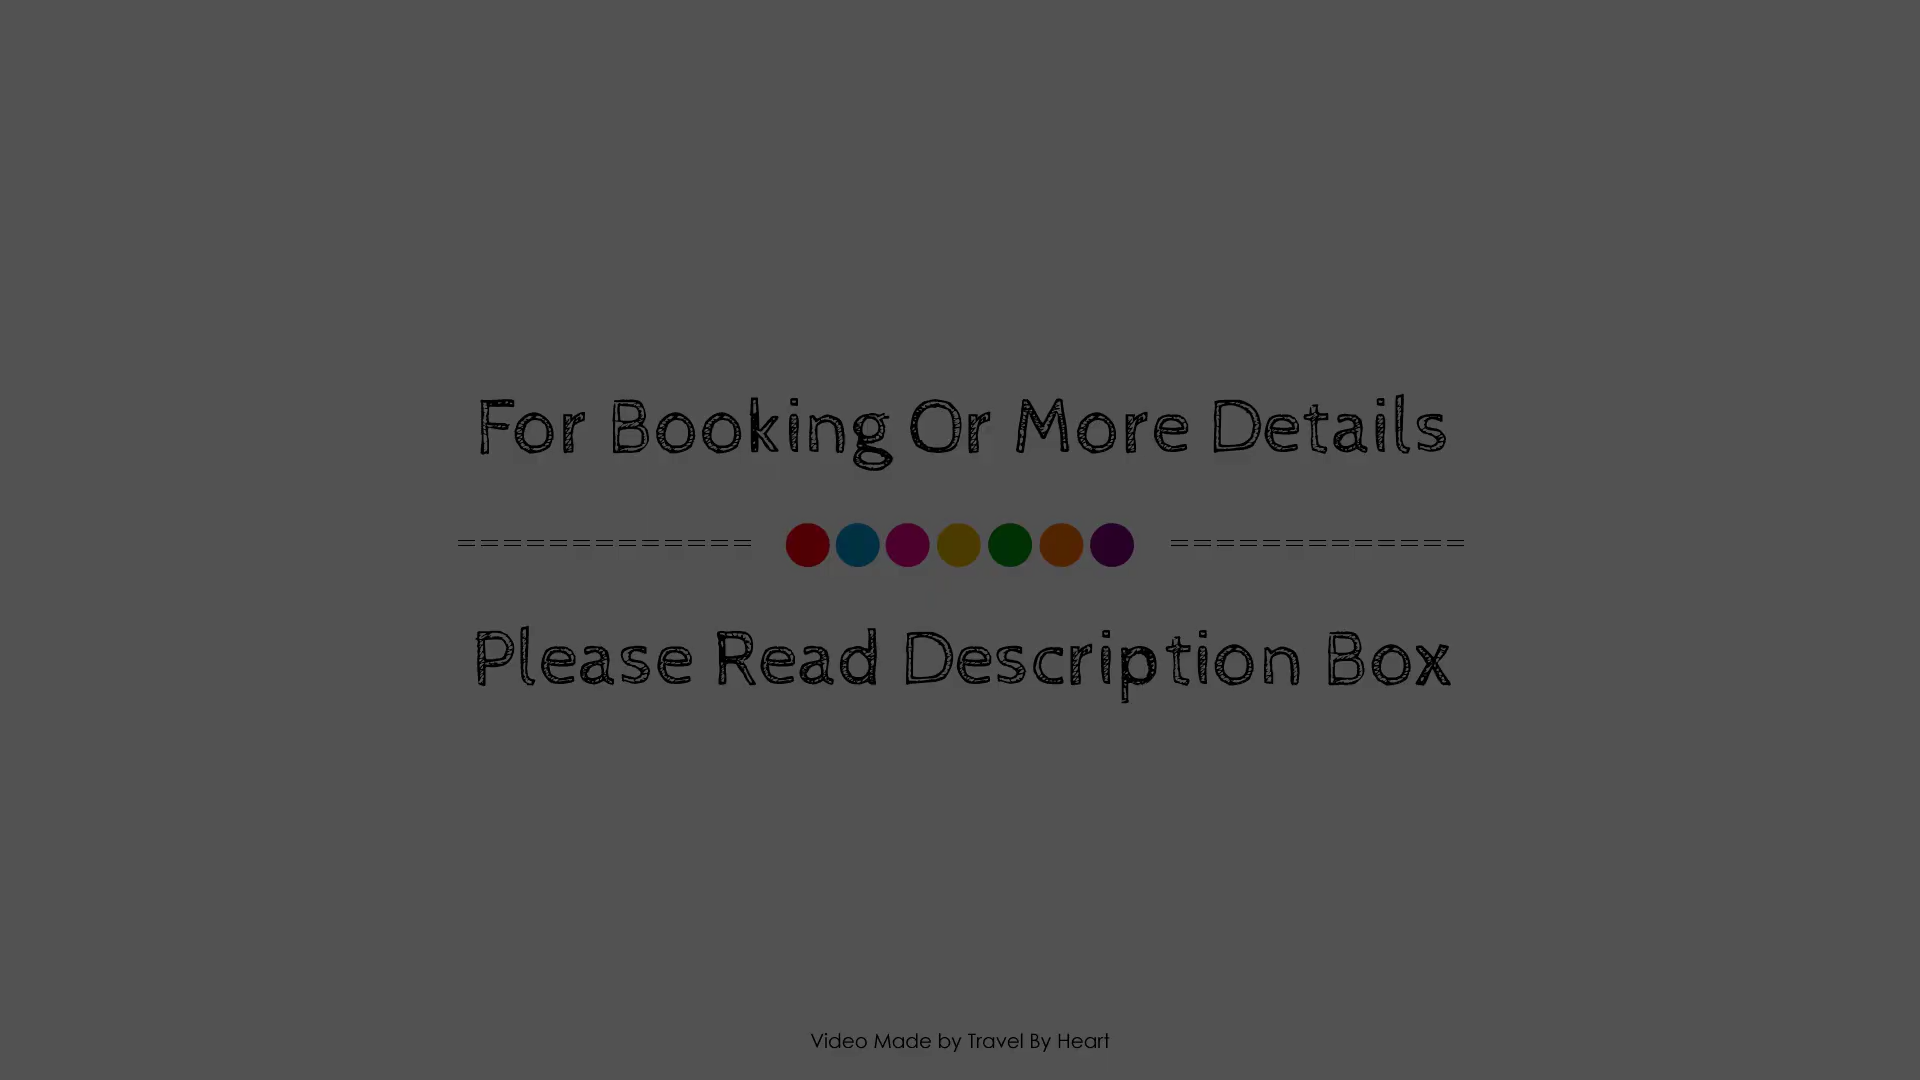 For Booking Or More Details
============= =============
Please Read Description Box
Video Made by Travel By Heart